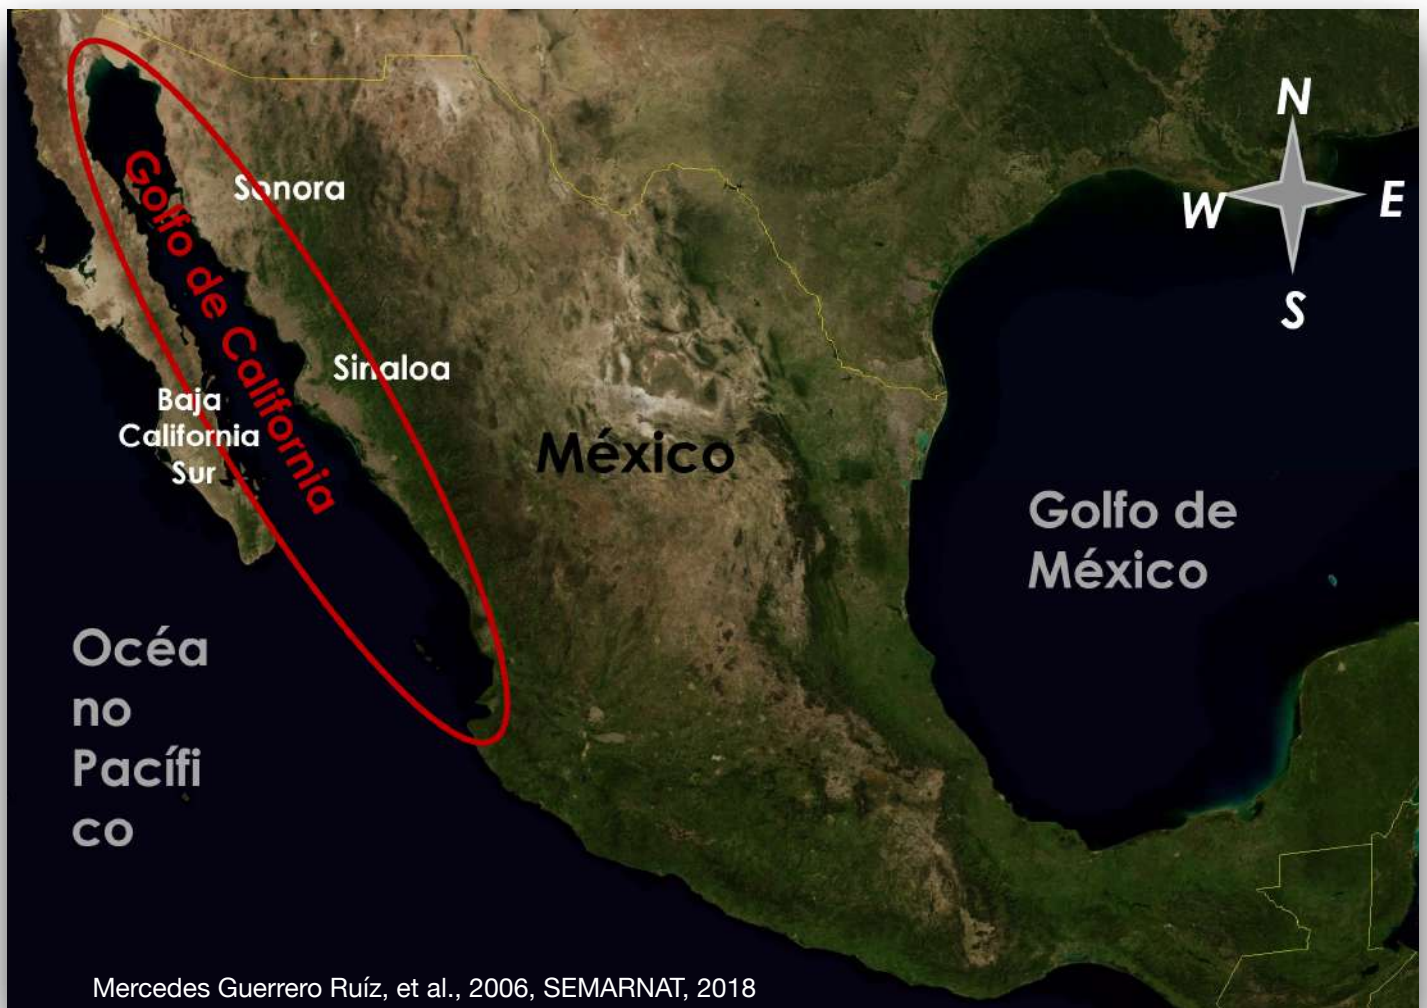 N
W
E
S
Golfo de California
Sonora
Sinaloa
Baja
California
Sur
México
Golfo de
México
Océa
no
Pacífi
co
Mercedes Guerrero Ruíz, et al., 2006, SEMARNAT, 2018